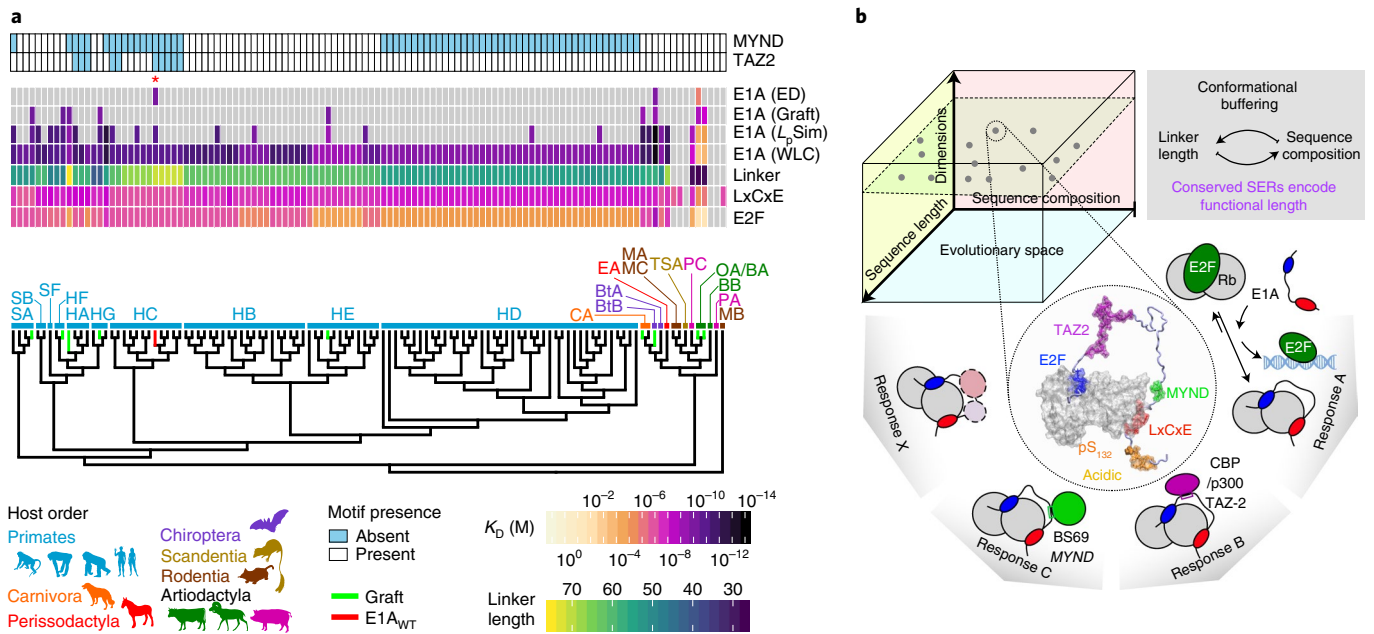 a
MYND
TAZ2
*
E1A (ED)
E1A (Graft)
E1A (LpSim)
E1A (WLC)
Linker
LxCxE
E2F
SB
SA
SF
HF
HA
HG
HC
HB
HE
HD
CA
BtB
BtA
EA
MA
MC
TSA
PC
OA/BA
BB
PA
MB
Host order
Primates
Carnivora
Perissodactyla
Chiroptera
Scandentia
Rodentia
Artiodactyla
Motif presence
Absent
Present
Graft
E1AWT
10−2 10−6 10−10 10−14
KD (M)
100 10−4 10−8 10−12
70 60 50 40 30
Linker
length
b
Dimensions
Sequence composition
Sequence length
Evolutionary space
Conformational
buffering
Linker
length
Sequence
composition
Conserved SERs encode
functional length
E2F
Rb
E1A
E2F
Response A
TAZ2
E2F
MYND
LxCxE
pS132
Acidic
Response X
BS69
MYND
Response C
CBP
/p300
TAZ-2
Response B